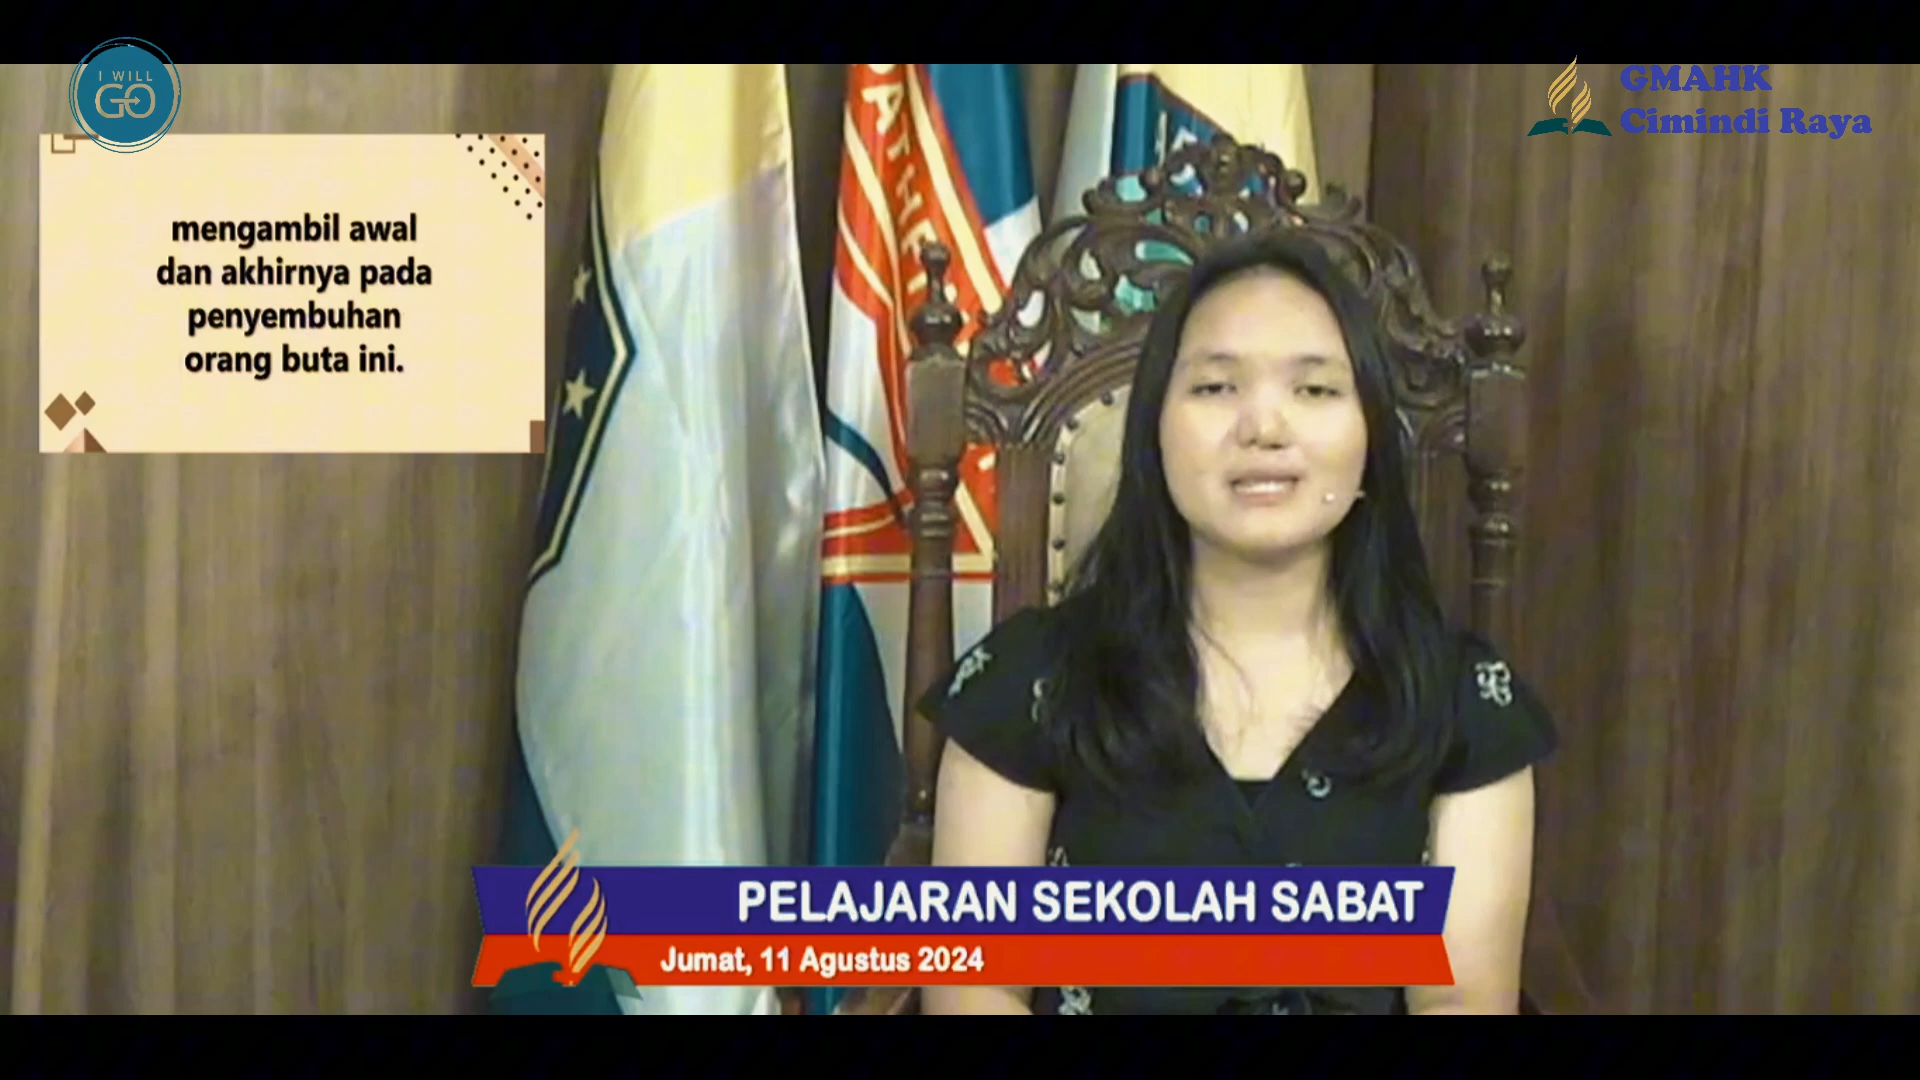 I WILL
GO
GMAHK
Cimindi Raya
mengambil awal
dan akhirnya pada
penyembuhan
orang buta ini.
PELAJARAN SEKOLAH SABAT
Jumat, 11 Agustus 2024